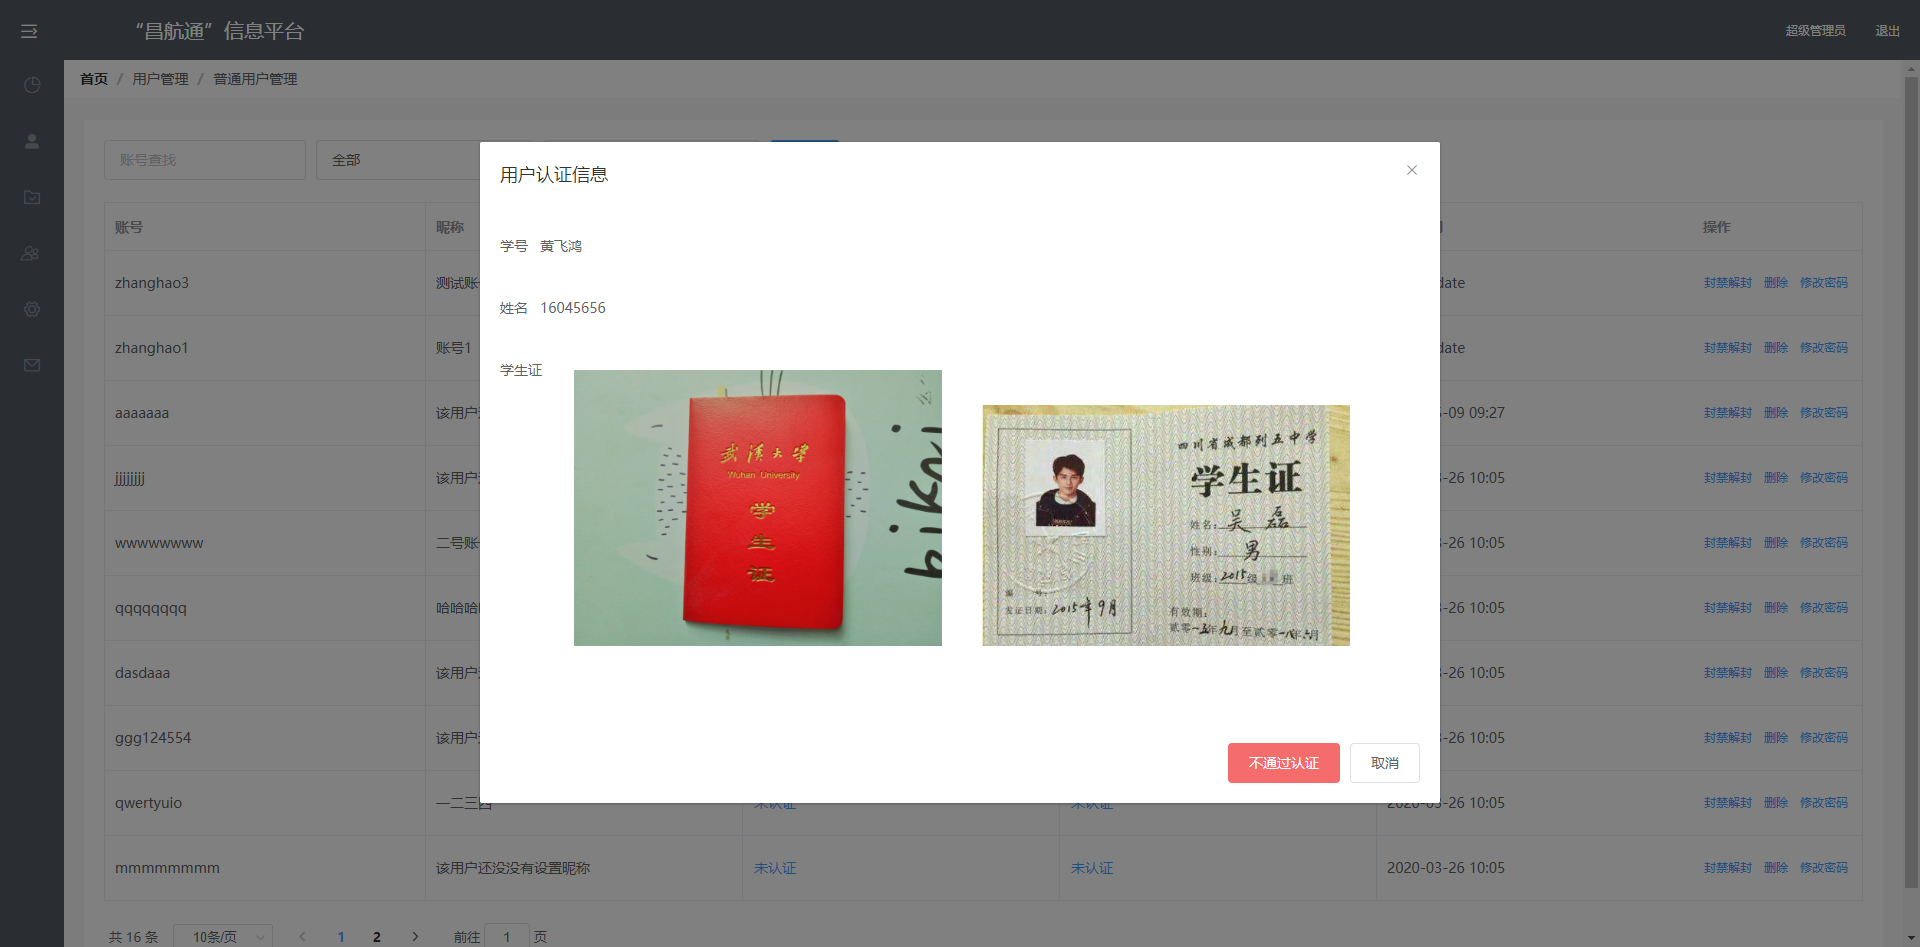 “昌航通”信息平台
超级管理员 退出
首页 / 用户管理 / 普通用户管理
账号查找 全部
用户认证信息
学号 黄飞鸿
姓名 16045656
学生证
武汉大学
Wuhan University
学
生
证
bikini
四川省成都列五中学
学生证
姓名: 吴磊
性别: 男
班级: 2015级 班
编 号:
发证日期: 2015年9月
有效期:
贰零一五年九月至贰零一八年六月
不通过认证 取消
账号 昵称 操作
zhanghao3 测试账 date 封禁解封 删除 修改密码
zhanghao1 账号1 date 封禁解封 删除 修改密码
aaaaaaa 该用户 -09 09:27 封禁解封 删除 修改密码
jjjjjjjj 该用户 -26 10:05 封禁解封 删除 修改密码
wwwwwwww 二号账 -26 10:05 封禁解封 删除 修改密码
qqqqqqqq 哈哈哈 -26 10:05 封禁解封 删除 修改密码
dasdaaa 该用户 -26 10:05 封禁解封 删除 修改密码
ggg124554 该用户 -26 10:05 封禁解封 删除 修改密码
qwertyuio 一二三四 未认证 未认证 2020-03-26 10:05 封禁解封 删除 修改密码
mmmmmmmm 该用户还没没有设置昵称 未认证 未认证 2020-03-26 10:05 封禁解封 删除 修改密码
共 16 条 10条/页 1 2 前往 1 页